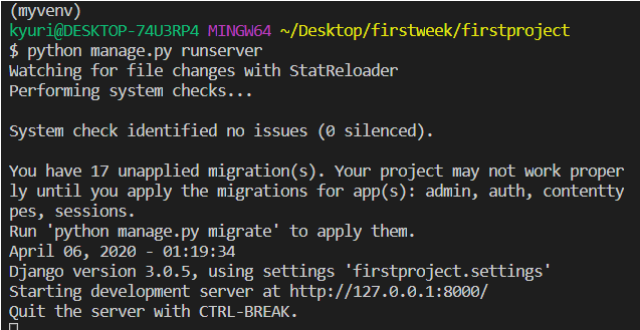 (myvenv)
kyuri@DESKTOP-74U3RP4 MINGW64 ~/Desktop/firstweek/firstproject
$ python manage.py runserver
Watching for file changes with StatReloader
Performing system checks...
System check identified no issues (0 silenced).
You have 17 unapplied migration(s). Your project may not work proper
ly until you apply the migrations for app(s): admin, auth, contentty
pes, sessions.
Run 'python manage.py migrate' to apply them.
April 06, 2020 - 01:19:34
Django version 3.0.5, using settings 'firstproject.settings'
Starting development server at http://127.0.0.1:8000/
Quit the server with CTRL-BREAK.